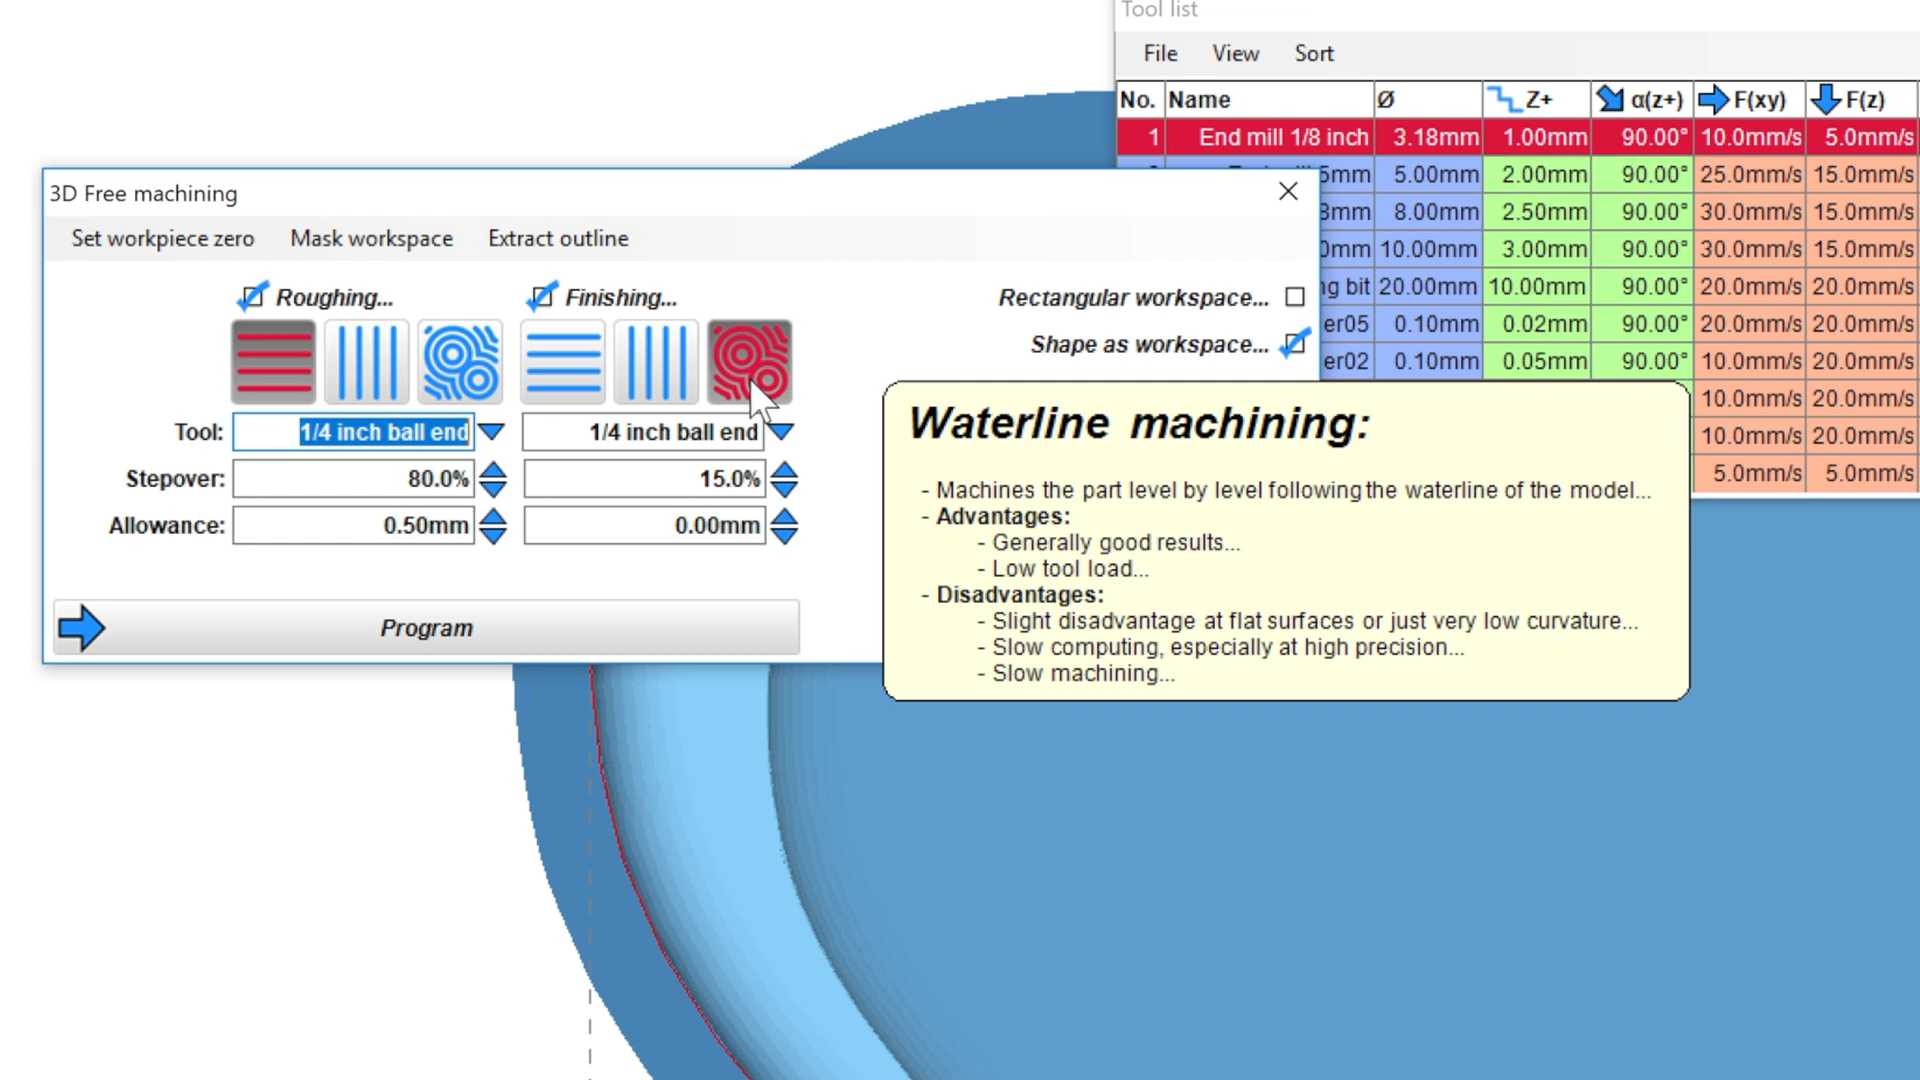 Tool list
File View Sort
No. Name Ø Z+ α(z+) F(xy) F(z)
1 End mill 1/8 inch 3.18mm 1.00mm 90.00° 10.0mm/s 5.0mm/s
5mm 5.00mm 2.00mm 90.00° 25.0mm/s 15.0mm/s
8mm 8.00mm 2.50mm 90.00° 30.0mm/s 15.0mm/s
0mm 10.00mm 3.00mm 90.00° 30.0mm/s 15.0mm/s
ng bit 20.00mm 10.00mm 90.00° 20.0mm/s 20.0mm/s
er05 0.10mm 0.02mm 90.00° 20.0mm/s 20.0mm/s
er02 0.10mm 0.05mm 90.00° 10.0mm/s 20.0mm/s
10.0mm/s 20.0mm/s
10.0mm/s 20.0mm/s
5.0mm/s 5.0mm/s
3D Free machining
Set workpiece zero Mask workspace Extract outline
Roughing... Finishing... Rectangular workspace...
Shape as workspace...
Tool: 1/4 inch ball end 1/4 inch ball end
Stepover: 80.0% 15.0%
Allowance: 0.50mm 0.00mm
Program
Waterline machining:
- Machines the part level by level following the waterline of the model...
- Advantages:
- Generally good results...
- Low tool load...
- Disadvantages:
- Slight disadvantage at flat surfaces or just very low curvature...
- Slow computing, especially at high precision...
- Slow machining...